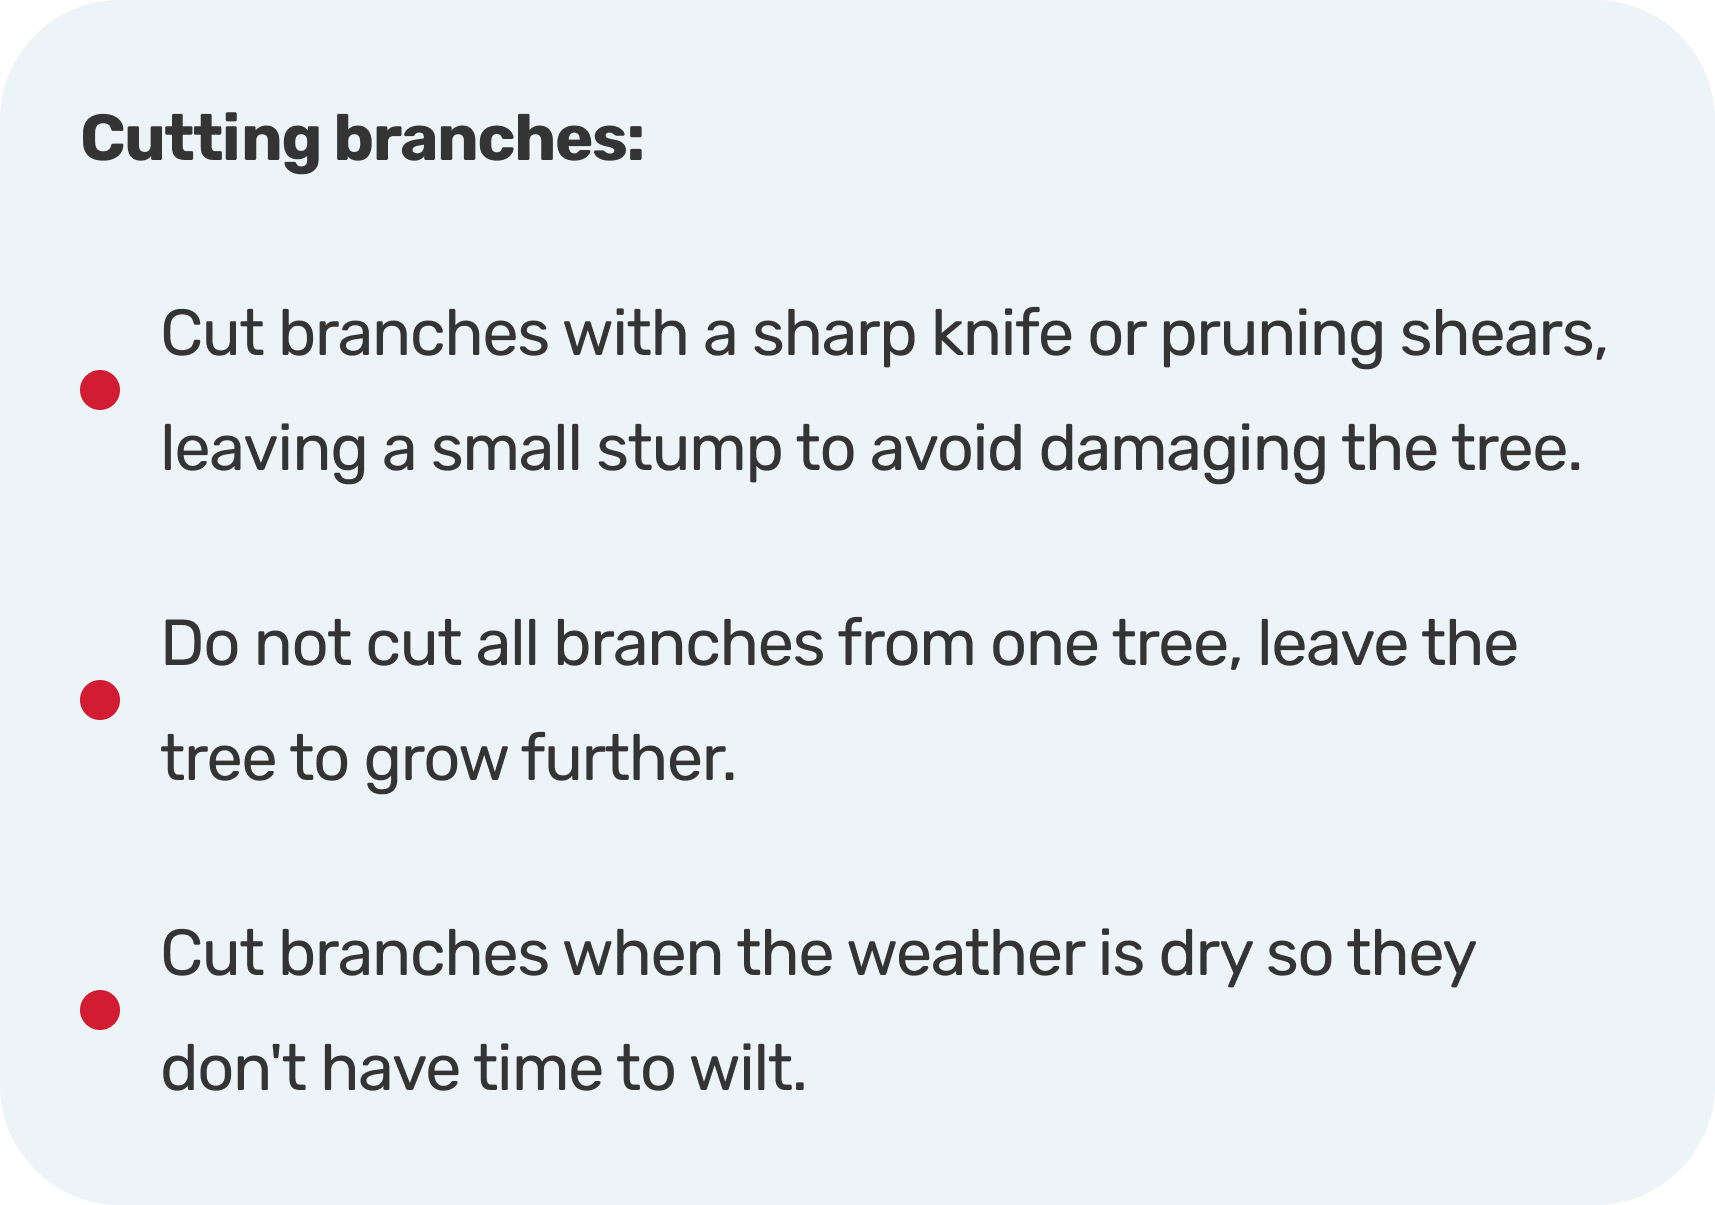 Cutting branches:
Cut branches with a sharp knife or pruning shears,
leaving a small stump to avoid damaging the tree.
Do not cut all branches from one tree, leave the
tree to grow further.
Cut branches when the weather is dry so they
don't have time to wilt.